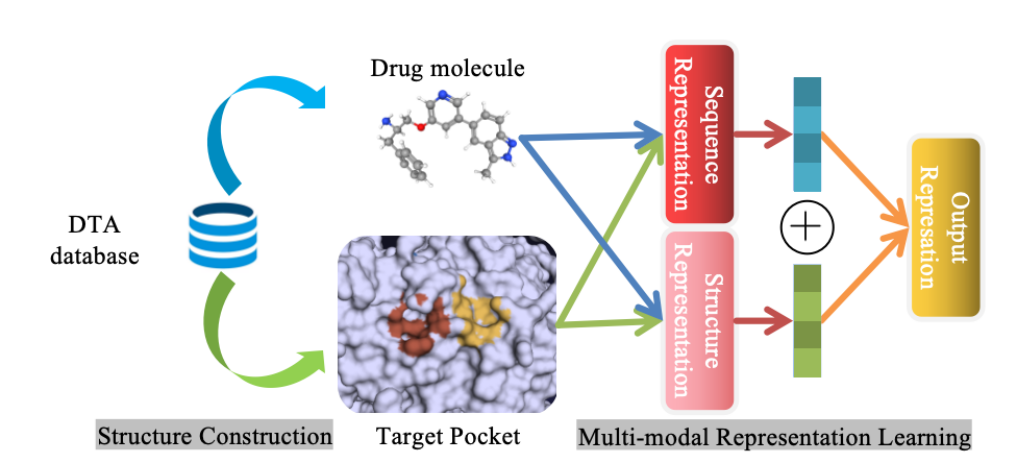 Drug molecule
DTA
database
Sequence
Representation
Structure
Representation
Output
Represation
Structure Construction
Target Pocket
Multi-modal Representation Learning